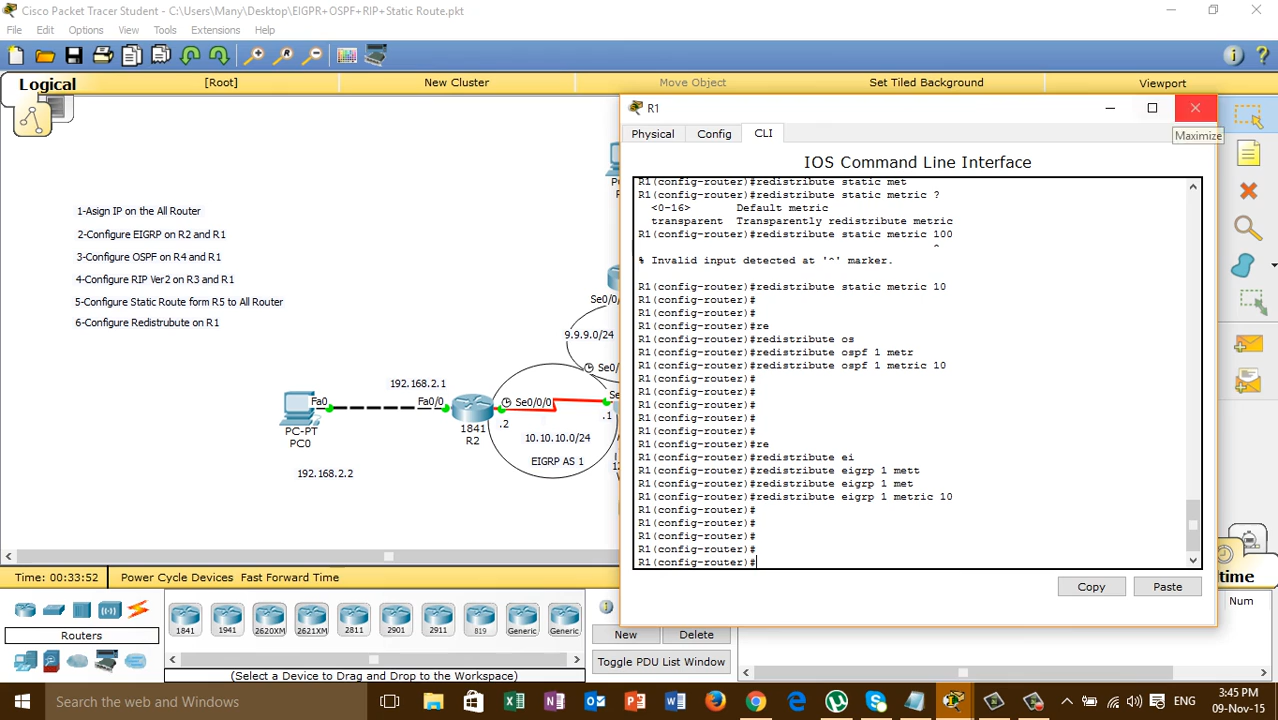 Cisco Packet Tracer Student - C:\Users\Many\Desktop\EIGPR+OSPF+RIP+Static Route.pkt
File Edit Options View Tools Extensions Help
Logical [Root] New Cluster Move Object Set Tiled Background Viewport
R1
Maximize
Physical Config CLI
IOS Command Line Interface
R1(config-router)#redistribute static met
R1(config-router)#redistribute static metric ?
<0-16> Default metric
transparent Transparently redistribute metric
R1(config-router)#redistribute static metric 100
^
% Invalid input detected at '^' marker.
R1(config-router)#redistribute static metric 10
R1(config-router)#
R1(config-router)#
R1(config-router)#re
R1(config-router)#redistribute os
R1(config-router)#redistribute ospf 1 metr
R1(config-router)#redistribute ospf 1 metric 10
R1(config-router)#
R1(config-router)#
R1(config-router)#
R1(config-router)#
R1(config-router)#
R1(config-router)#re
R1(config-router)#redistribute ei
R1(config-router)#redistribute eigrp 1 mett
R1(config-router)#redistribute eigrp 1 met
R1(config-router)#redistribute eigrp 1 metric 10
R1(config-router)#
R1(config-router)#
R1(config-router)#
R1(config-router)#
R1(config-router)#
Copy Paste
1-Asign IP on the All Router
2-Configure EIGRP on R2 and R1
3-Configure OSPF on R4 and R1
4-Configure RIP Ver2 on R3 and R1
5-Configure Static Route form R5 to All Router
6-Configure Redistrubute on R1
Se0/0/
9.9.9.0/24
Se0/
192.168.2.1
Fa0 Fa0/0 Se0/0/0 Se
.2 .1
PC-PT
PC0
1841
R2
10.10.10.0/24
EIGRP AS 1
192.168.2.2
Time: 00:33:52 Power Cycle Devices Fast Forward Time
Routers
1841 1941 2620XM 2621XM 2811 2901 2911 819 Generic Generic
(Select a Device to Drag and Drop to the Workspace)
New Delete
Toggle PDU List Window
time
Num
Search the web and Windows
ENG
3:45 PM
09-Nov-15